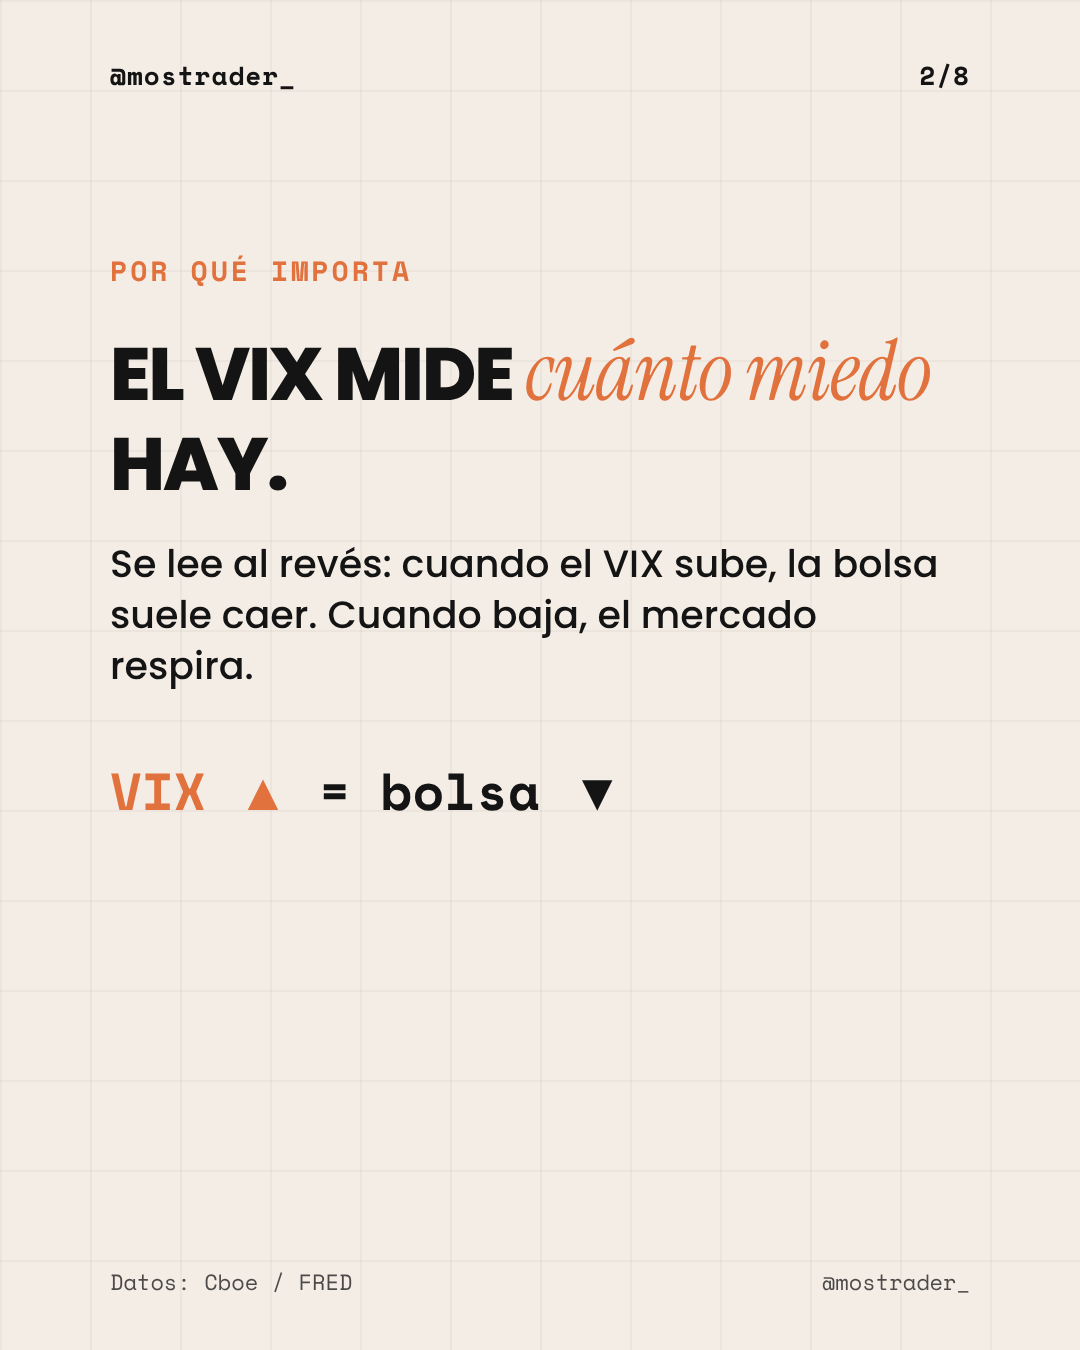 @mostrader_
2/8
POR QUÉ IMPORTA
EL VIX MIDE cuánto miedo
HAY.
Se lee al revés: cuando el VIX sube, la bolsa
suele caer. Cuando baja, el mercado
respira.
VIX ▲ = bolsa ▼
Datos: Cboe / FRED
@mostrader_